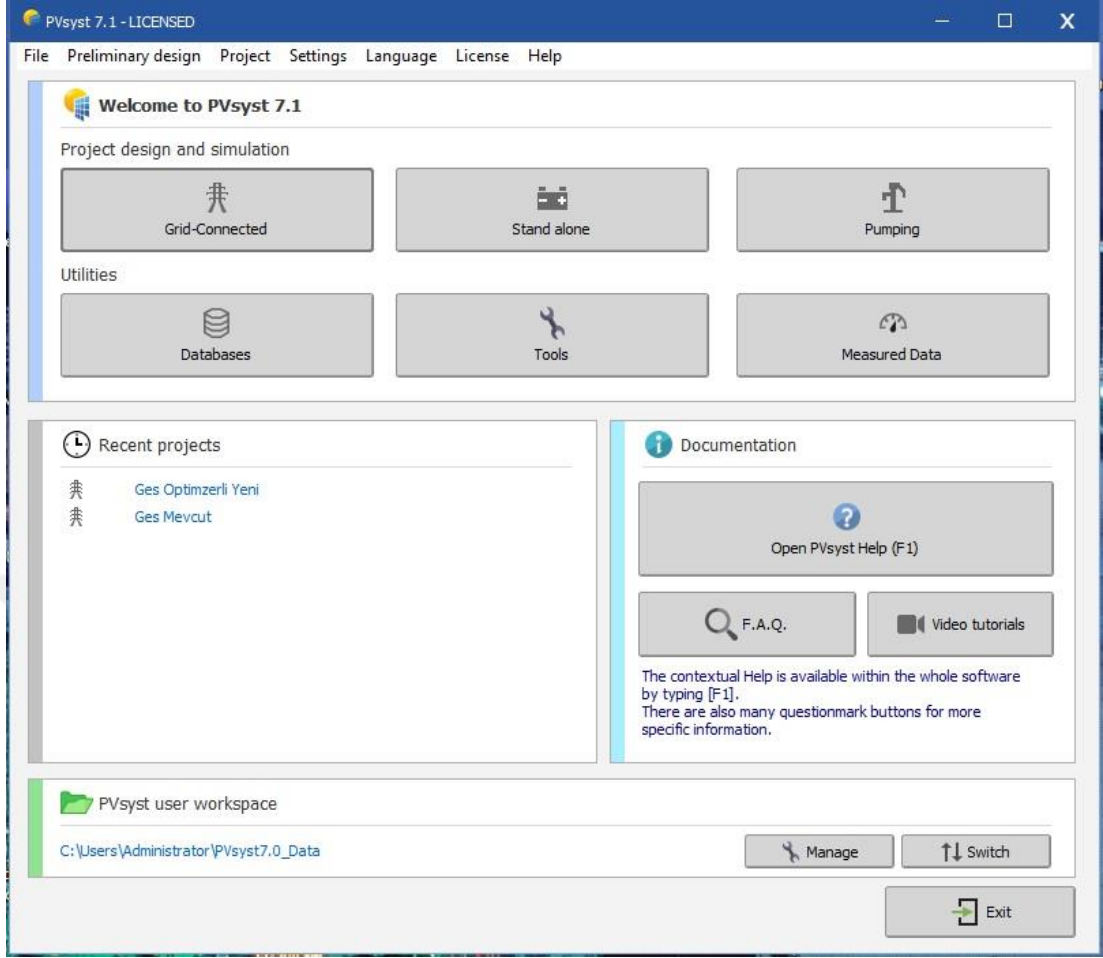 PVsyst 7.1 - LICENSED
File Preliminary design Project Settings Language License Help
Welcome to PVsyst 7.1
Project design and simulation
Grid-Connected
Stand alone
Pumping
Utilities
Databases
Tools
Measured Data
Recent projects
Ges Optimzerli Yeni
Ges Mevcut
Documentation
Open PVsyst Help (F1)
F.A.Q.
Video tutorials
The contextual Help is available within the whole software
by typing [F1].
There are also many questionmark buttons for more
specific information.
PVsyst user workspace
C:\Users\Administrator\PVsyst7.0_Data
Manage
Switch
Exit